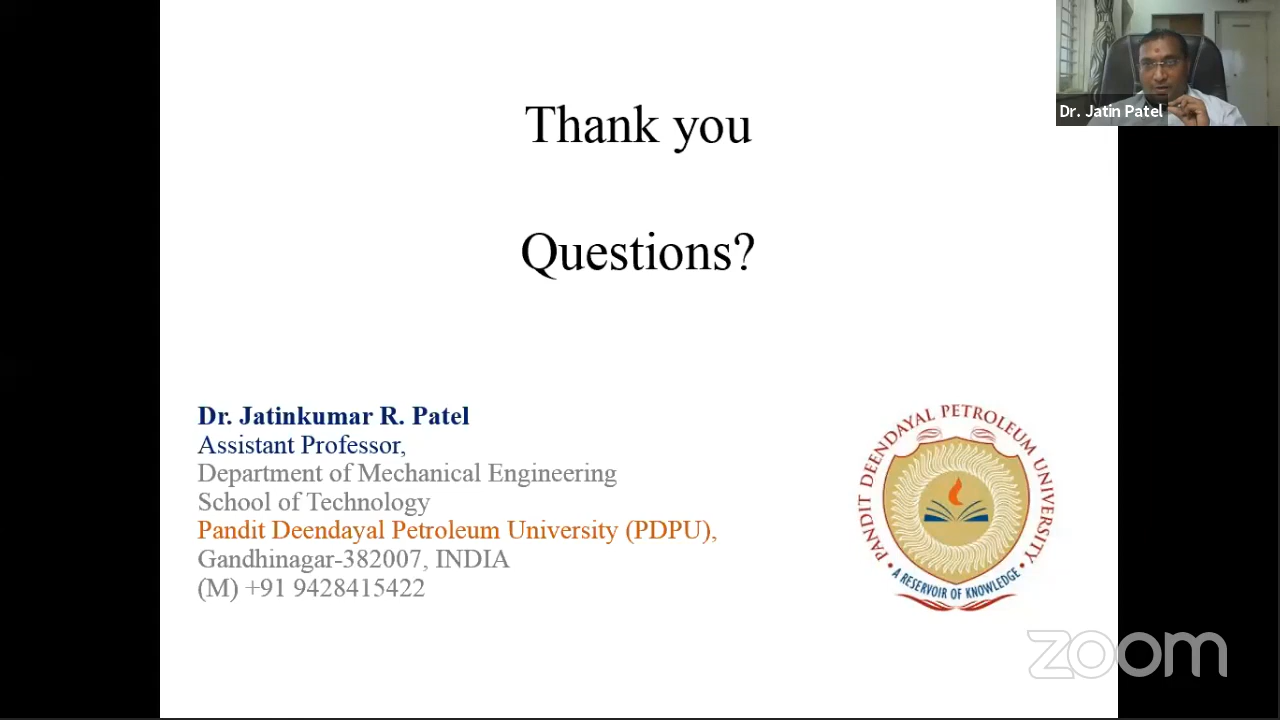 Thank you
Questions?
Dr. Jatin Patel
Dr. Jatinkumar R. Patel
Assistant Professor,
Department of Mechanical Engineering
School of Technology
Pandit Deendayal Petroleum University (PDPU),
Gandhinagar-382007, INDIA
(M) +91 9428415422
PANDIT DEENDAYAL PETROLEUM UNIVERSITY
A RESERVOIR OF KNOWLEDGE
zoom